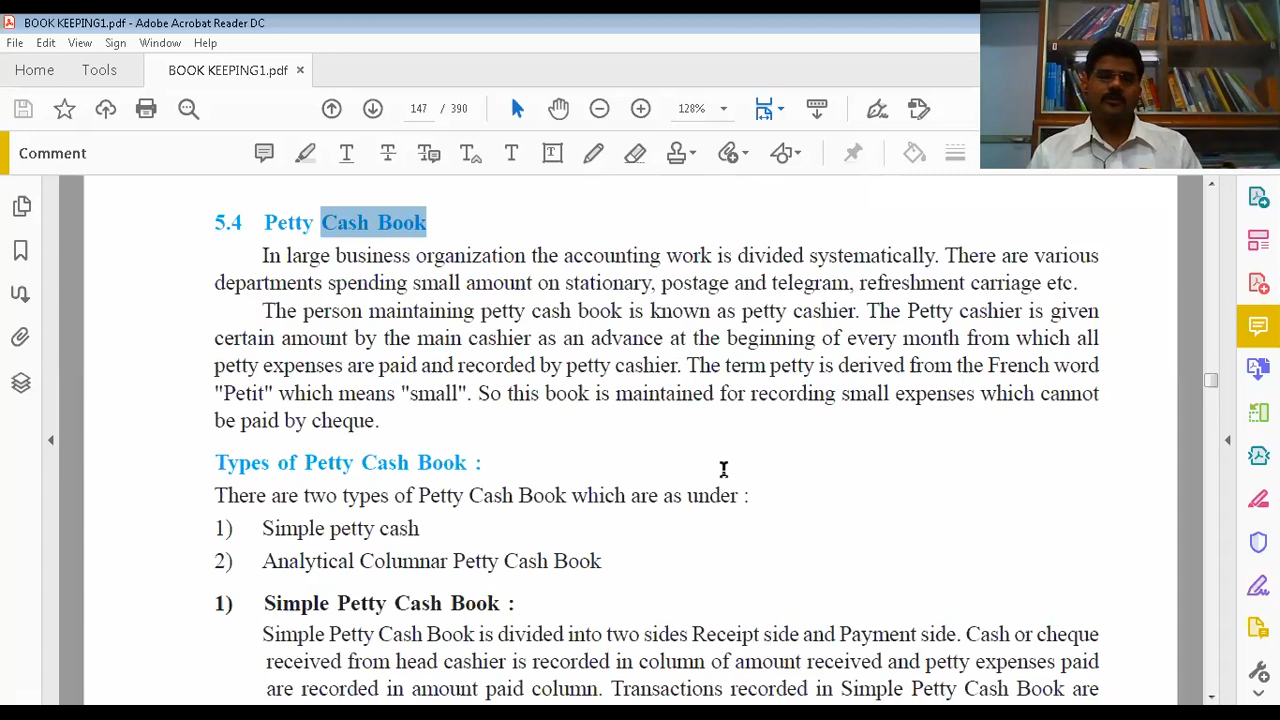 BOOK KEEPING1.pdf - Adobe Acrobat Reader DC
File Edit View Sign Window Help
Home Tools BOOK KEEPING1.pdf ×
147 / 390 128%
Comment
5.4 Petty Cash Book
In large business organization the accounting work is divided systematically. There are various
departments spending small amount on stationary, postage and telegram, refreshment carriage etc.
The person maintaining petty cash book is known as petty cashier. The Petty cashier is given
certain amount by the main cashier as an advance at the beginning of every month from which all
petty expenses are paid and recorded by petty cashier. The term petty is derived from the French word
"Petit" which means "small". So this book is maintained for recording small expenses which cannot
be paid by cheque.
Types of Petty Cash Book :
There are two types of Petty Cash Book which are as under :
1) Simple petty cash
2) Analytical Columnar Petty Cash Book
1) Simple Petty Cash Book :
Simple Petty Cash Book is divided into two sides Receipt side and Payment side. Cash or cheque
received from head cashier is recorded in column of amount received and petty expenses paid
are recorded in amount paid column. Transactions recorded in Simple Petty Cash Book are